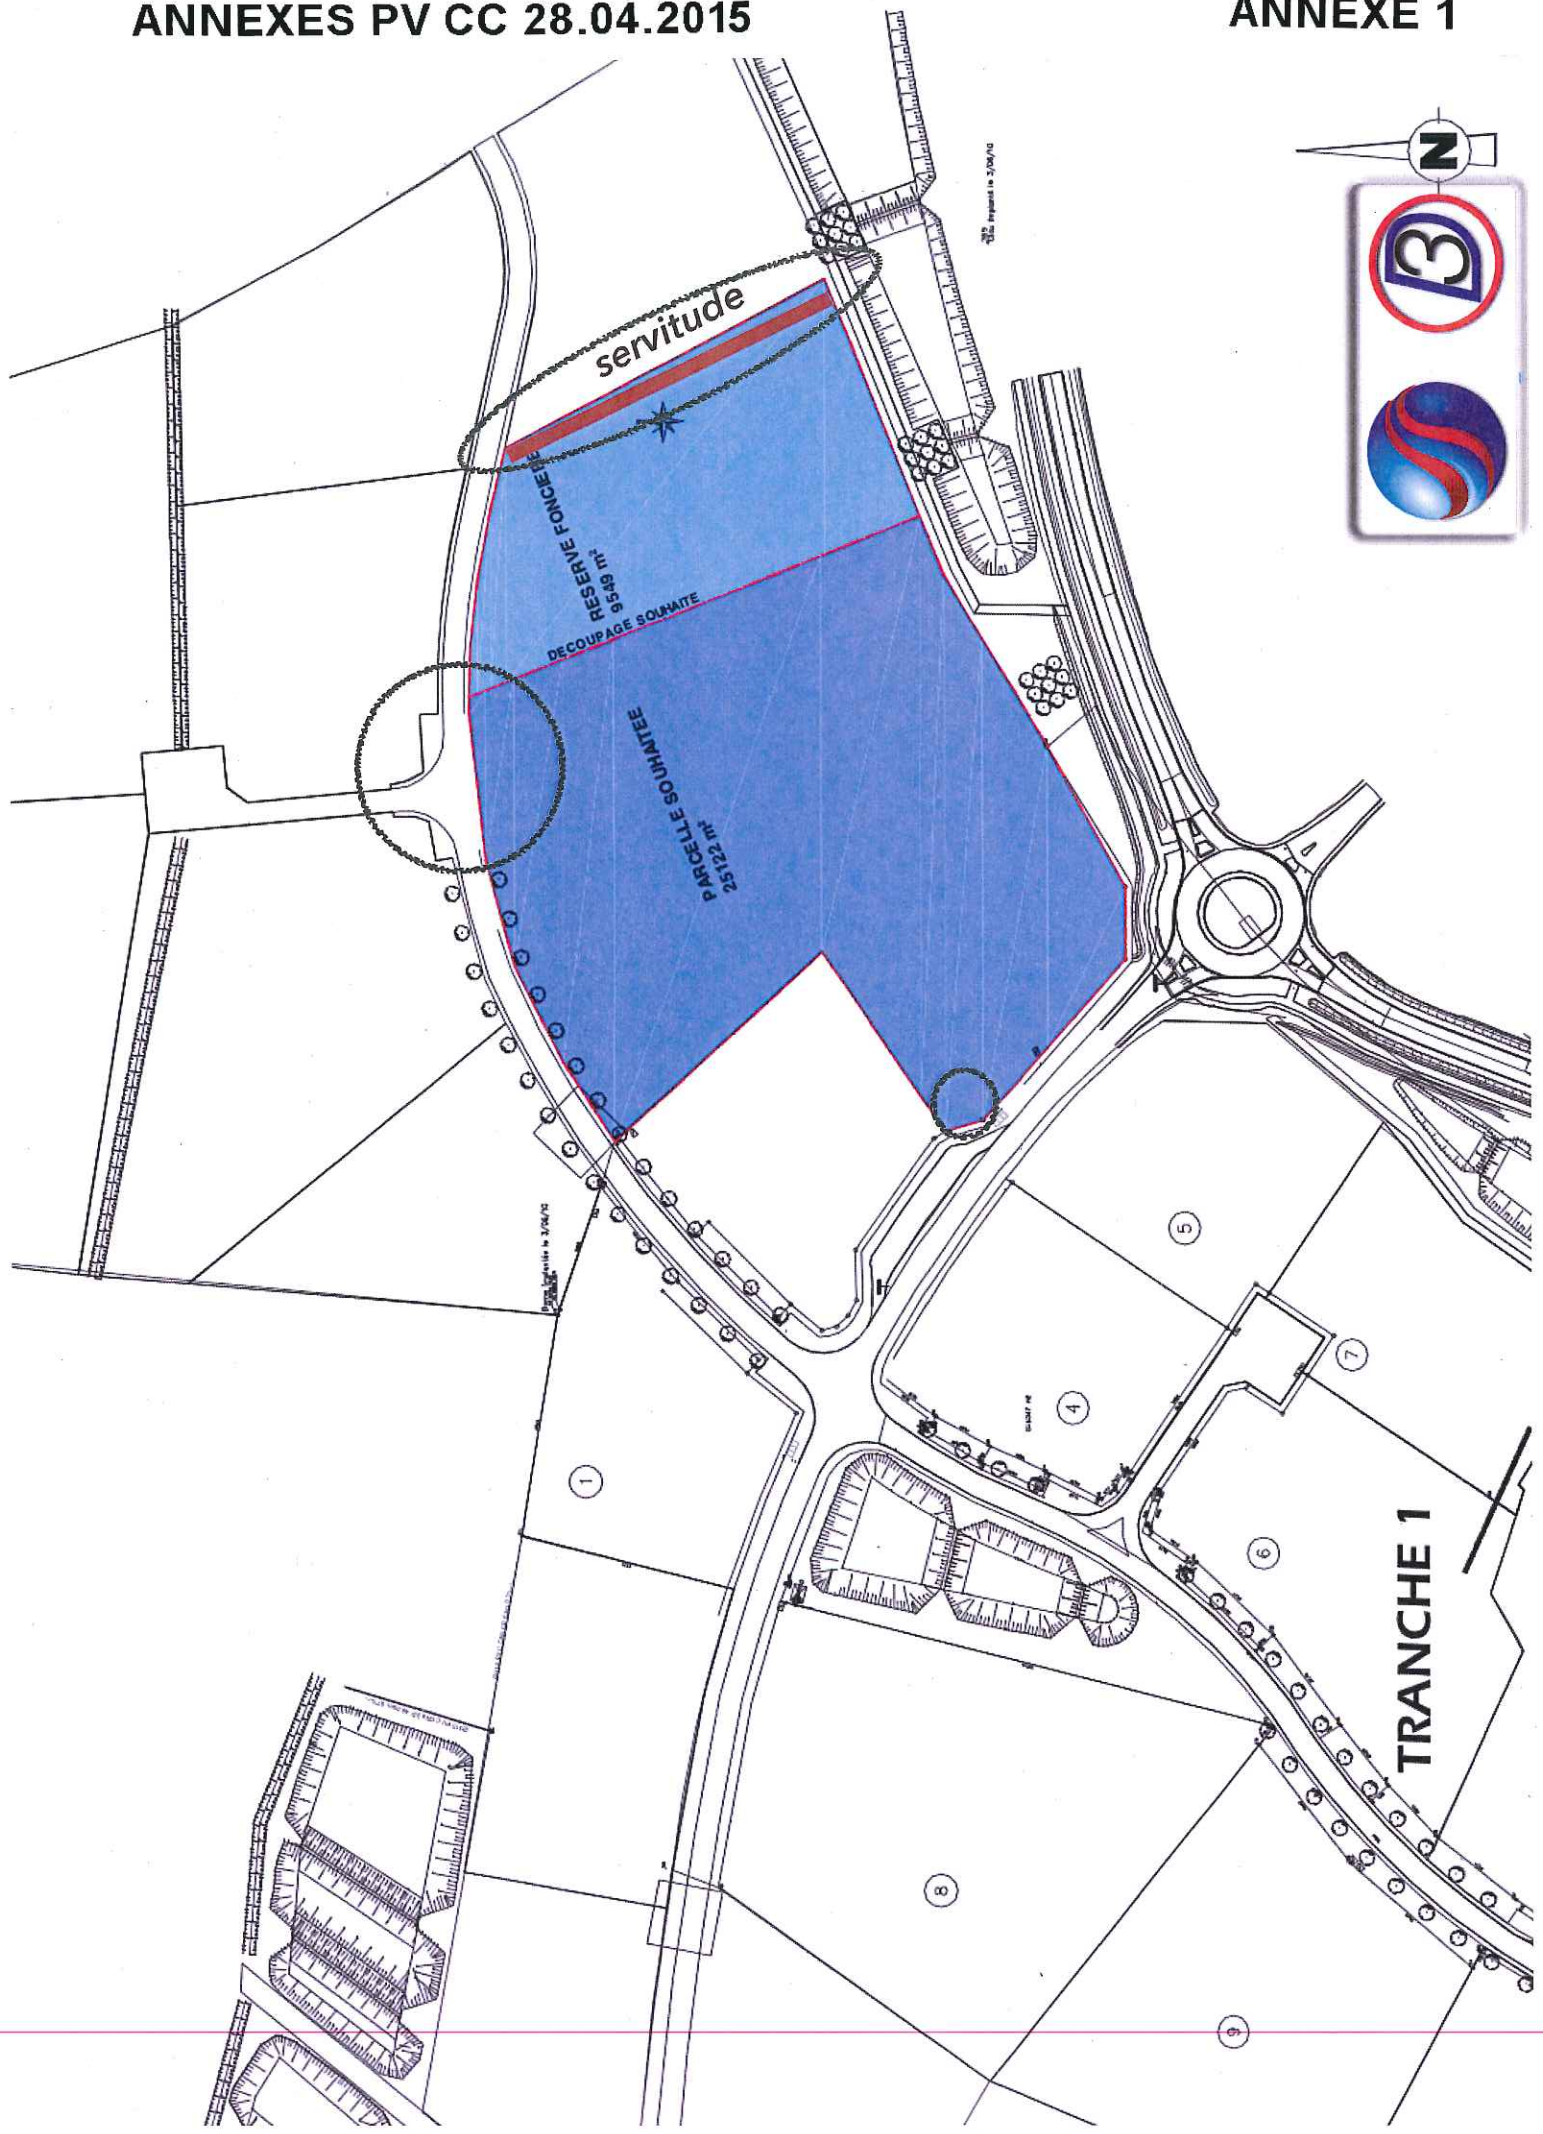 ANNEXES PV CC 28.04.2015
ANNEXE 1
N
D3
servitude
RESERVE FONCIERE
9549 m²
DECOUPAGE SOUHAITE
PARCELLE SOUHAITEE
25122 m²
1
4
5
6
7
8
9
TRANCHE 1